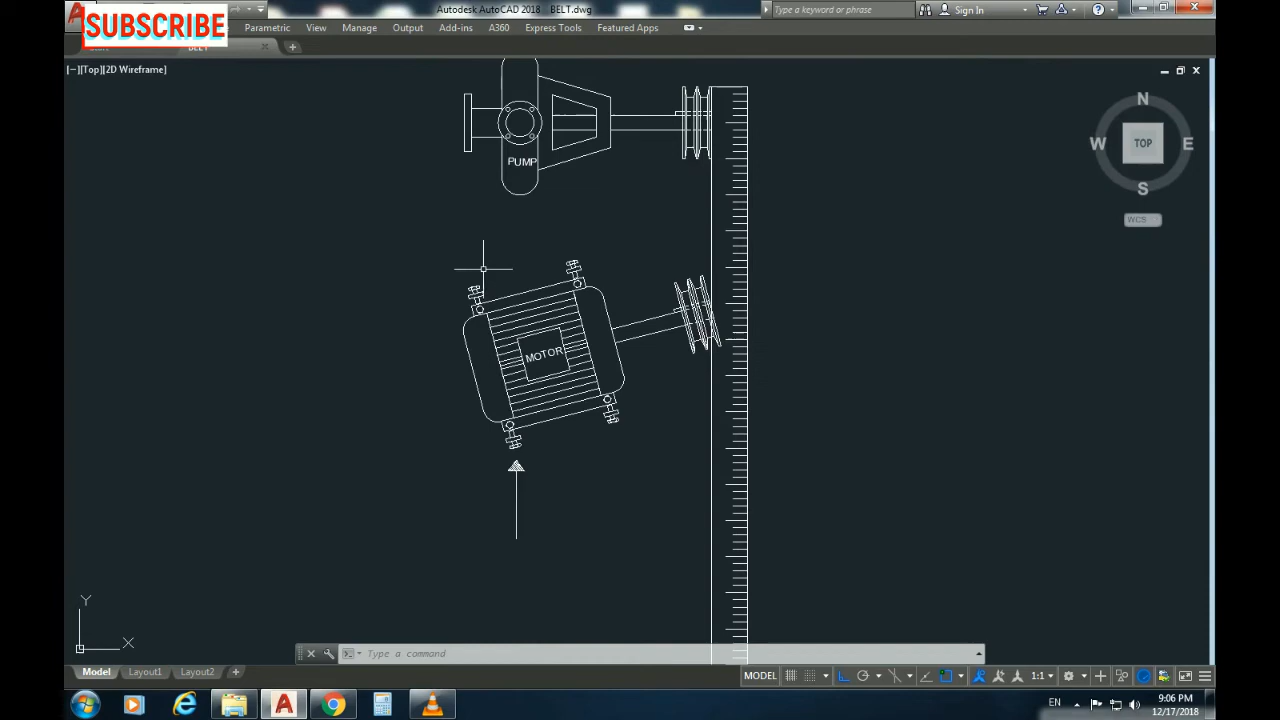 SUBSCRIBE
Autodesk AutoCAD 2018 BELT.dwg
Type a keyword or phrase
Sign In
Parametric View Manage Output Add-ins A360 Express Tools Featured Apps
BELT
[−][Top][2D Wireframe]
N
W TOP E
S
WCS
PUMP
MOTOR
Y
X
Type a command
Model Layout1 Layout2
MODEL
1:1
EN
9:06 PM
12/17/2018